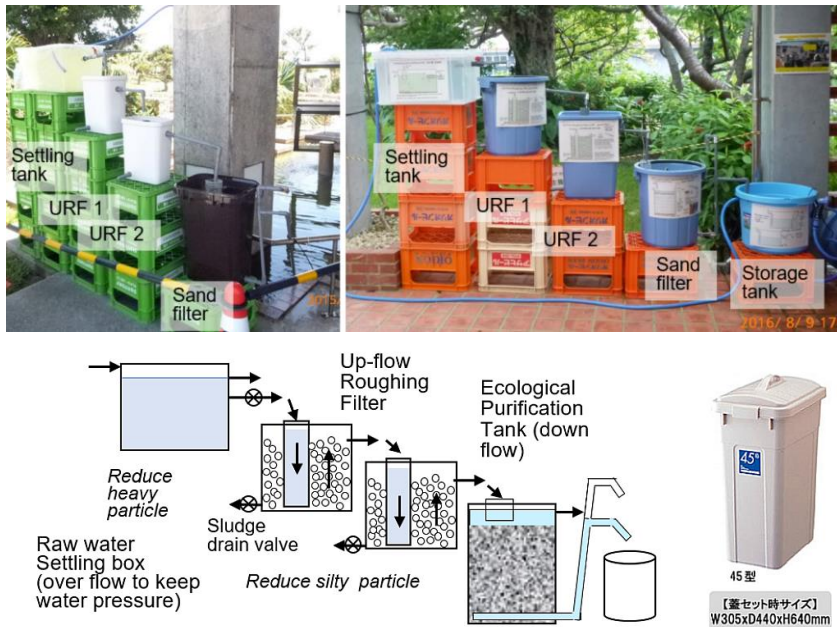 Settling
tank
URF 1
URF 2
Sand
filter
Settling
tank
URF 1
URF 2
Sand
filter
Storage
tank
2016/ 8/ 9 17
Up-flow
Roughing
Filter
Ecological
Purification
Tank (down
flow)
Reduce
heavy
particle
Sludge
drain valve
Raw water
Settling box
(over flow to keep
water pressure)
Reduce silty particle
45
45型
【蓋セット時サイズ】
W305xD440xH640mm